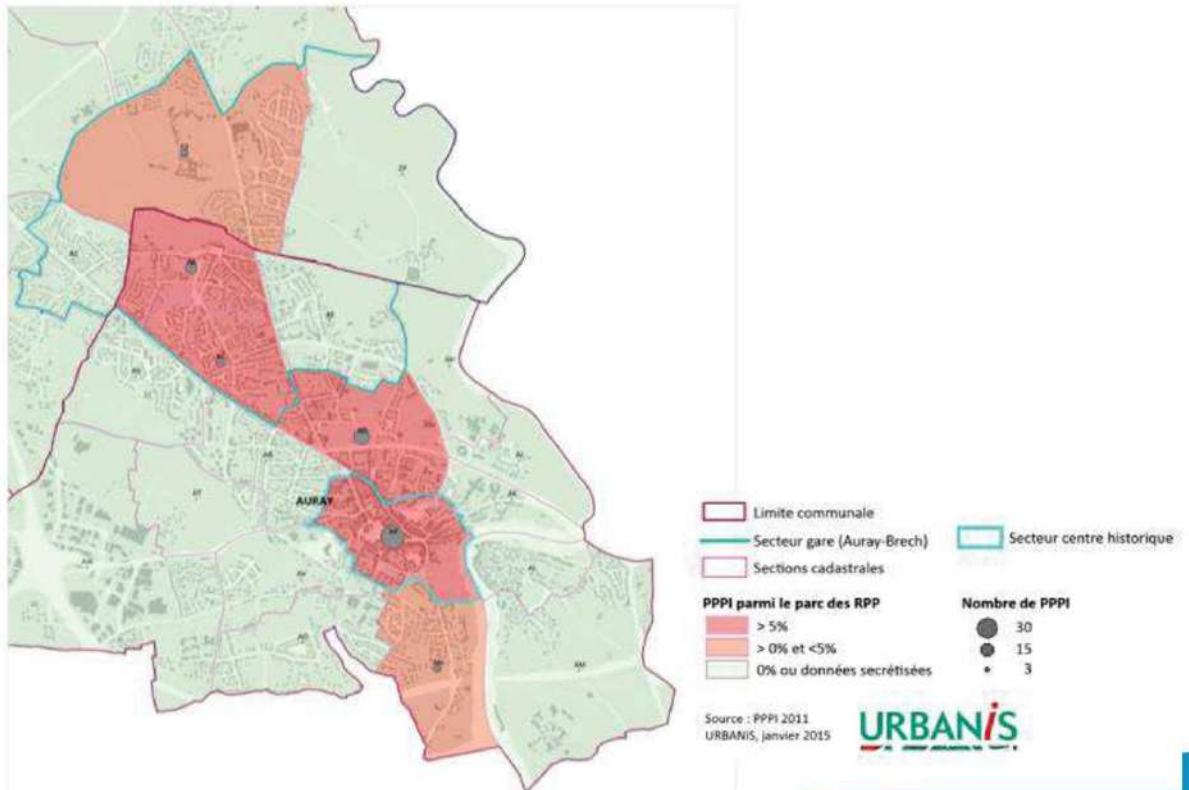 AURAY
Limite communale
Secteur gare (Auray-Brech)
Secteur centre historique
Sections cadastrales
PPPI parmi le parc des RPP
> 5%
> 0% et <5%
0% ou données secrétisées
Nombre de PPPI
30
15
3
Source : PPPI 2011
URBANIS, janvier 2015
URBANiS